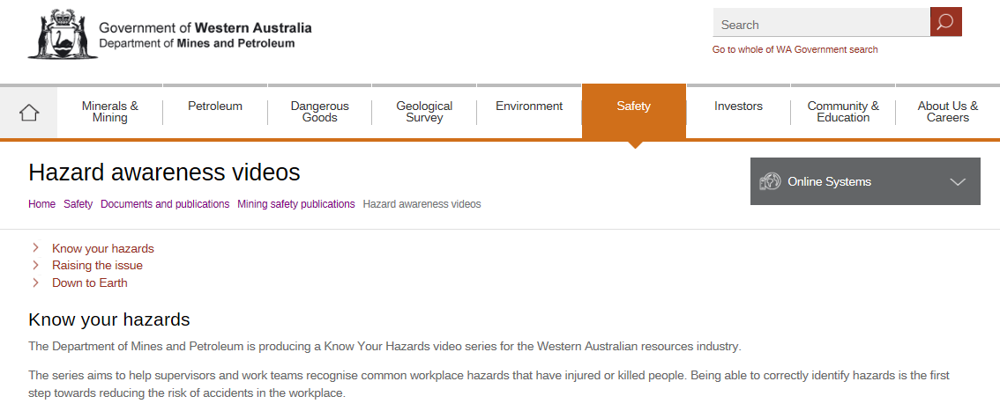 Government of Western Australia
Department of Mines and Petroleum
Search
Go to whole of WA Government search
Minerals &
Mining
Petroleum
Dangerous
Goods
Geological
Survey
Environment
Safety
Investors
Community &
Education
About Us &
Careers
Hazard awareness videos
Online Systems
Home Safety Documents and publications Mining safety publications Hazard awareness videos
Know your hazards
Raising the issue
Down to Earth
Know your hazards
The Department of Mines and Petroleum is producing a Know Your Hazards video series for the Western Australian resources industry.
The series aims to help supervisors and work teams recognise common workplace hazards that have injured or killed people. Being able to correctly identify hazards is the first
step towards reducing the risk of accidents in the workplace.